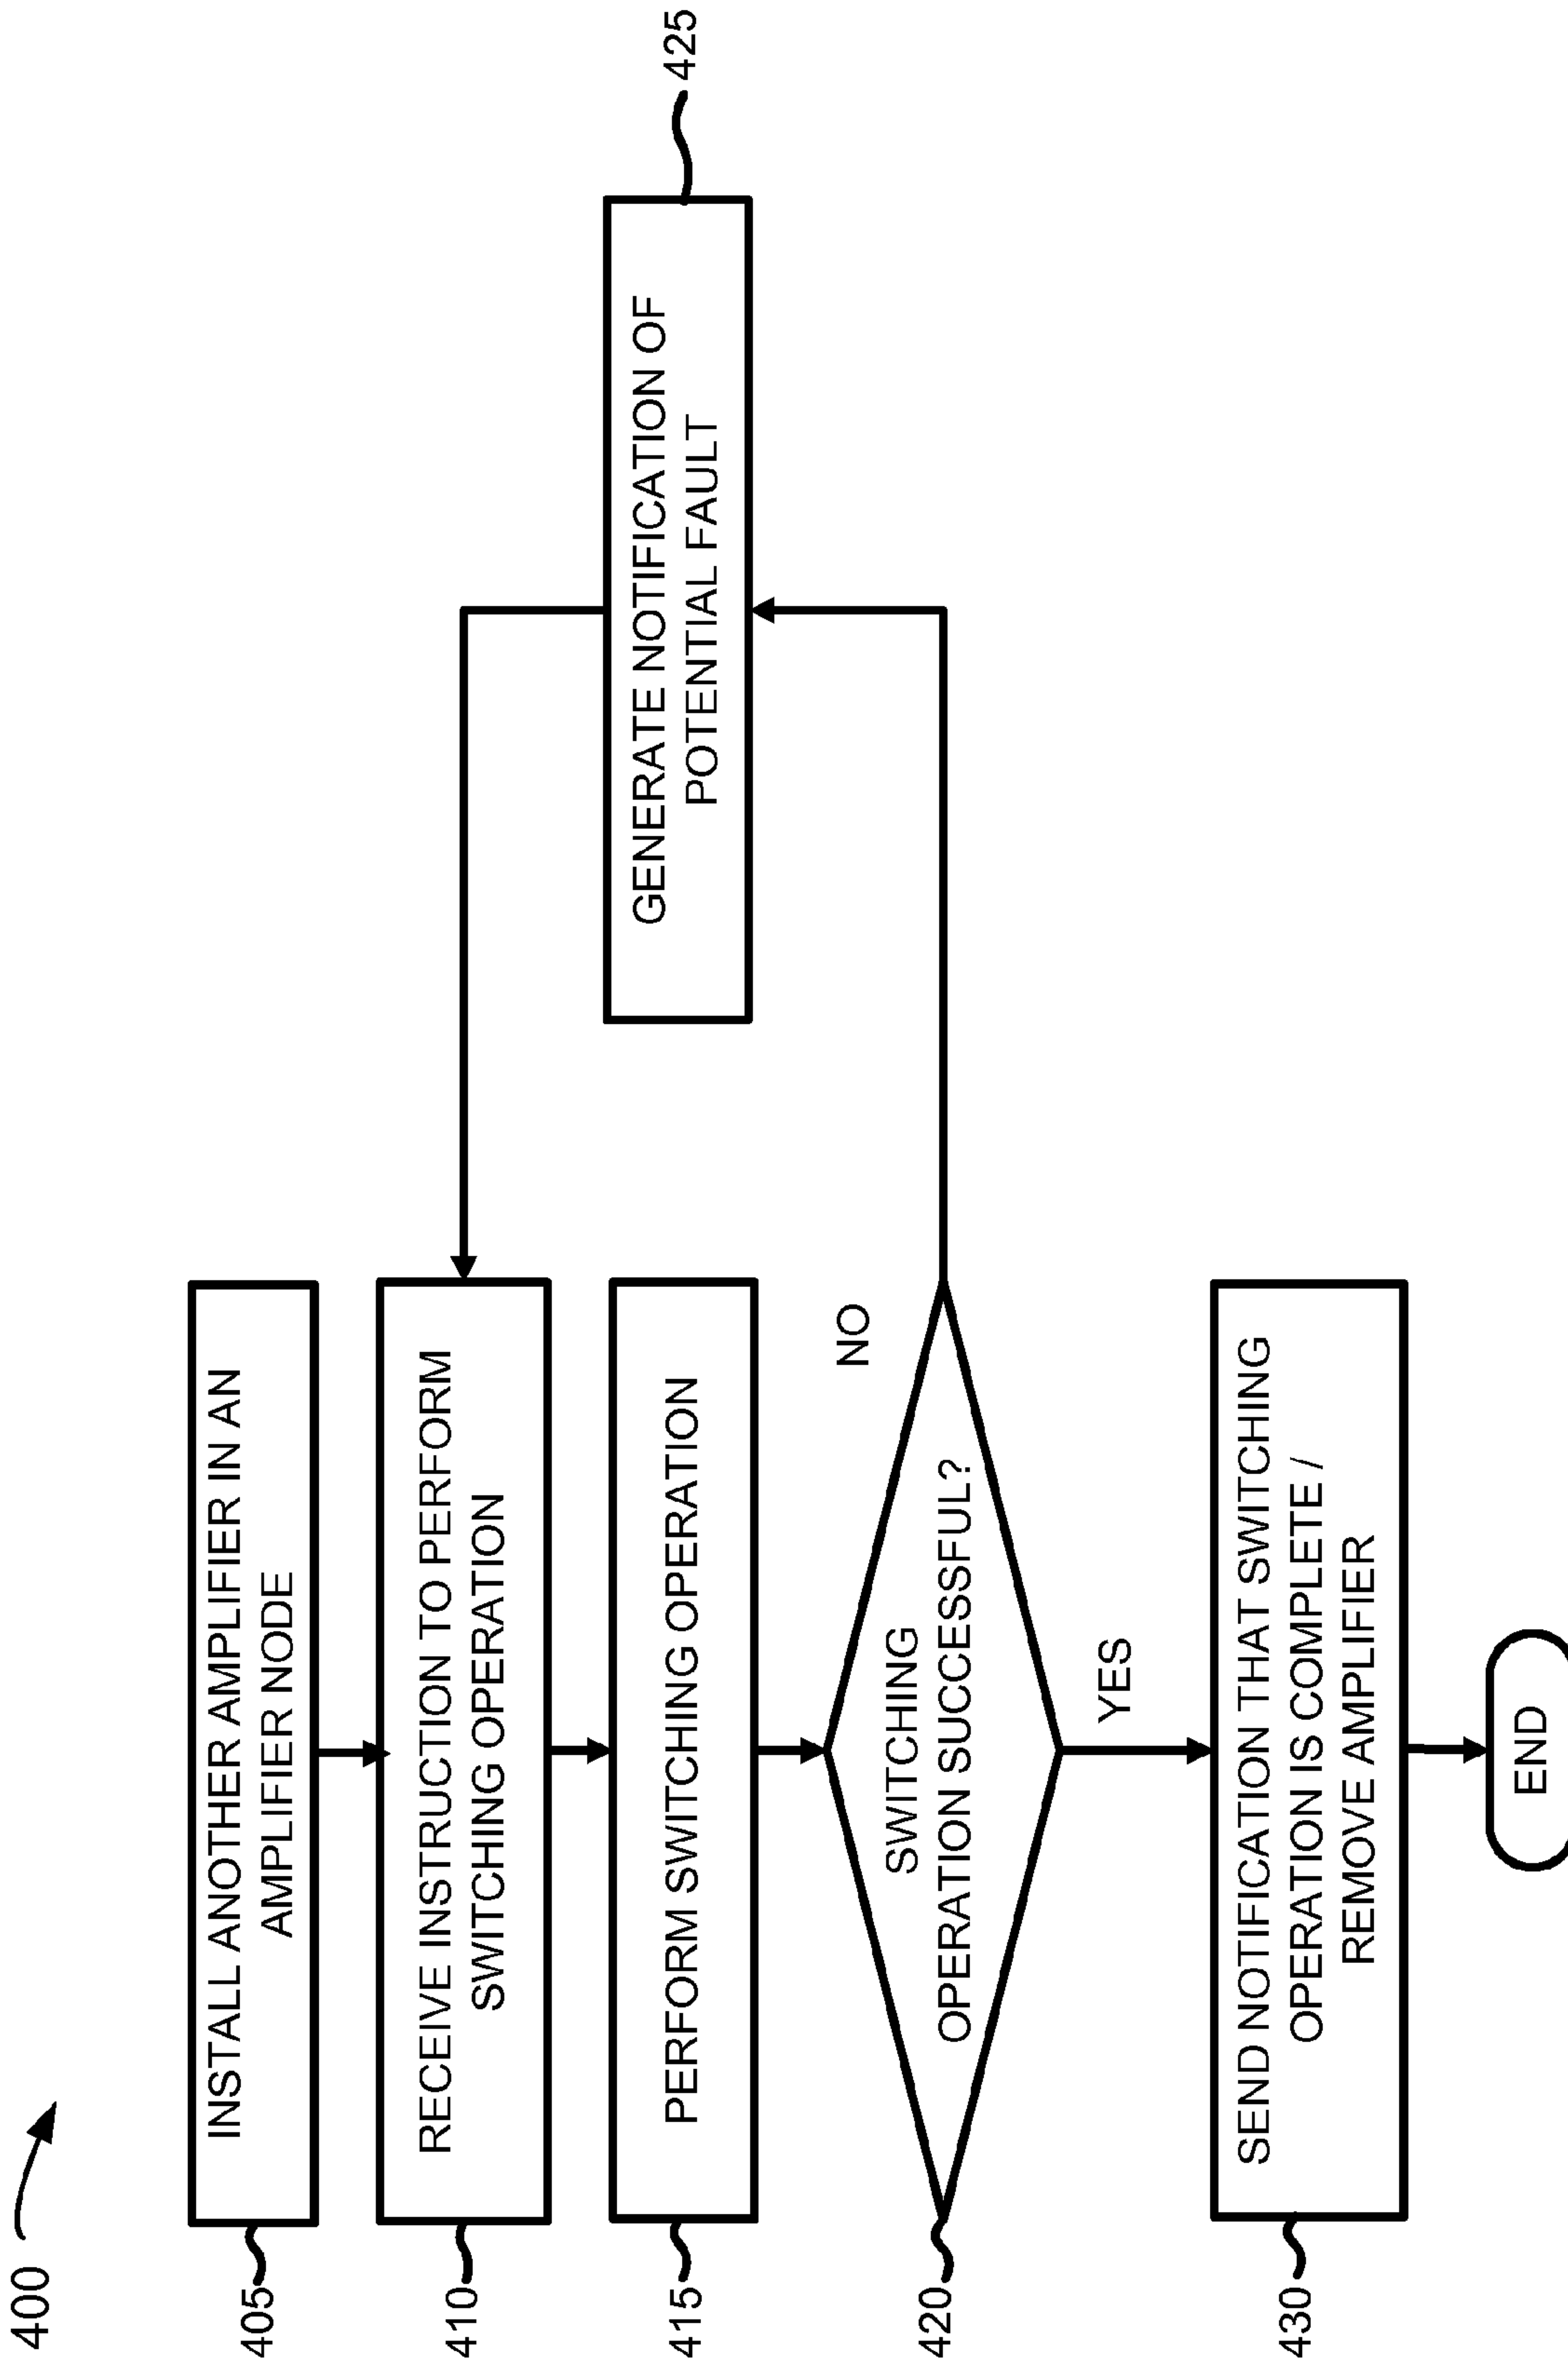 400
405
INSTALL ANOTHER AMPLIFIER IN AN
AMPLIFIER NODE
410
RECEIVE INSTRUCTION TO PERFORM
SWITCHING OPERATION
415
PERFORM SWITCHING OPERATION
420
SWITCHING
OPERATION SUCCESSFUL?
NO
425
GENERATE NOTIFICATION OF
POTENTIAL FAULT
YES
430
SEND NOTIFICATION THAT SWITCHING
OPERATION IS COMPLETE /
REMOVE AMPLIFIER
END